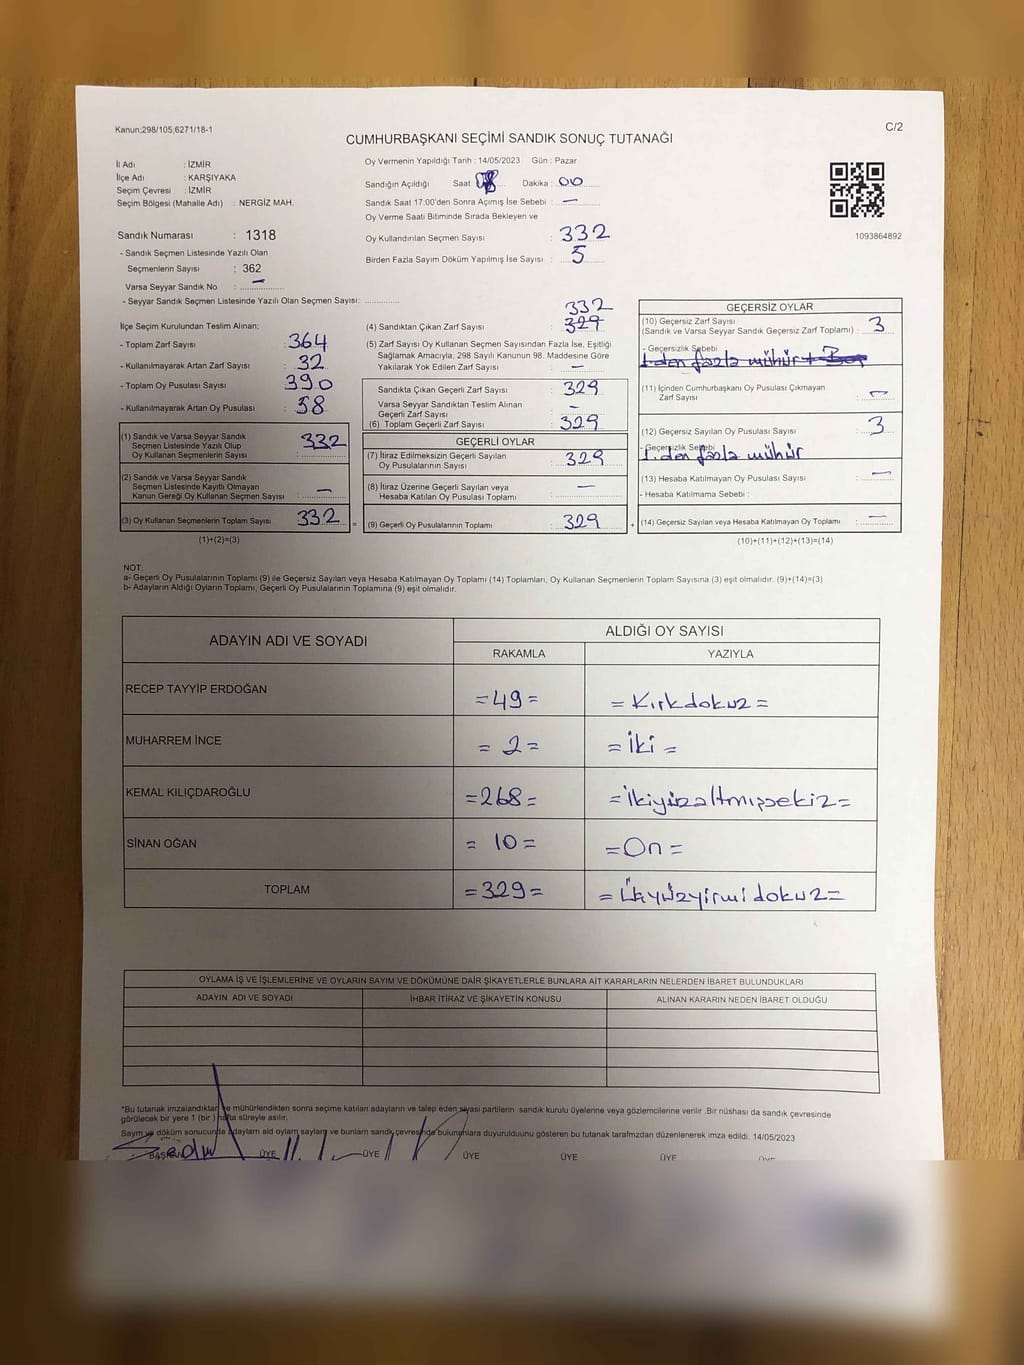 Kanun;298/105;6271/18-1
C/2
CUMHURBAŞKANI SEÇİMİ SANDIK SONUÇ TUTANAĞI
İl Adı : İZMİR
İlçe Adı : KARŞIYAKA
Seçim Çevresi : İZMİR
Seçim Bölgesi (Mahalle Adı) : NERGİZ MAH.
Oy Vermenin Yapıldığı Tarih : 14/05/2023 Gün : Pazar
Sandığın Açıldığı Saat Dakika : 00
Sandık Saat 17:00'den Sonra Açımış İse Sebebi : —
Oy Verme Saati Bitiminde Sırada Bekleyen ve
Oy Kullandırılan Seçmen Sayısı : 332
Birden Fazla Sayım Döküm Yapılmış İse Sayısı : 5
1093864892
Sandık Numarası : 1318
- Sandık Seçmen Listesinde Yazılı Olan
Seçmenlerin Sayısı : 362
Varsa Seyyar Sandık No : —
- Seyyar Sandık Seçmen Listesinde Yazılı Olan Seçmen Sayısı: ..............
İlçe Seçim Kurulundan Teslim Alınan;
- Toplam Zarf Sayısı : 364
- Kullanılmayarak Artan Zarf Sayısı : 32
- Toplam Oy Pusulası Sayısı : 390
- Kullanılmayarak Artan Oy Pusulası : 58
(1) Sandık ve Varsa Seyyar Sandık
Seçmen Listesinde Yazılı Olup
Oy Kullanan Seçmenlerin Sayısı : 332
(2) Sandık ve Varsa Seyyar Sandık
Seçmen Listesinde Kayıtlı Olmayan
Kanun Gereği Oy Kullanan Seçmen Sayısı : —
(3) Oy Kullanan Seçmenlerin Toplam Sayısı 332
(1)+(2)=(3)
332
(4) Sandıktan Çıkan Zarf Sayısı : 329
(5) Zarf Sayısı Oy Kullanan Seçmen Sayısından Fazla İse, Eşitliği
Sağlamak Amacıyla; 298 Sayılı Kanunun 98. Maddesine Göre
Yakılarak Yok Edilen Zarf Sayısı : —
Sandıkta Çıkan Geçerli Zarf Sayısı : 329
Varsa Seyyar Sandıktan Teslim Alınan
Geçerli Zarf Sayısı : —
(6) Toplam Geçerli Zarf Sayısı : 329
GEÇERLİ OYLAR
(7) İtiraz Edilmeksizin Geçerli Sayılan
Oy Pusulalarının Sayısı : 329
(8) İtiraz Üzerine Geçerli Sayılan veya
Hesaba Katılan Oy Pusulası Toplamı : —
= (9) Geçerli Oy Pusulalarının Toplamı : 329 +
GEÇERSİZ OYLAR
(10) Geçersiz Zarf Sayısı
(Sandık ve Varsa Seyyar Sandık Geçersiz Zarf Toplamı) : 3
- Geçersizlik Sebebi
1.den fazla mühür + Boş
(11) İçinden Cumhurbaşkanı Oy Pusulası Çıkmayan
Zarf Sayısı : —
(12) Geçersiz Sayılan Oy Pusulası Sayısı : 3
- Geçersizlik Sebebi
1.den fazla mühür
(13) Hesaba Katılmayan Oy Pusulası Sayısı : —
- Hesaba Katılmama Sebebi :
(14) Geçersiz Sayılan veya Hesaba Katılmayan Oy Toplamı : —
(10)+(11)+(12)+(13)=(14)
NOT:
a- Geçerli Oy Pusulalarının Toplamı (9) ile Geçersiz Sayılan veya Hesaba Katılmayan Oy Toplamı (14) Toplamları, Oy Kullanan Seçmenlerin Toplam Sayısına (3) eşit olmalıdır. (9)+(14)=(3)
b- Adayların Aldığı Oyların Toplamı, Geçerli Oy Pusulalarının Toplamına (9) eşit olmalıdır.
ADAYIN ADI VE SOYADI ALDIĞI OY SAYISI
RAKAMLA YAZIYLA
RECEP TAYYİP ERDOĞAN =49= =Kırkdokuz=
MUHARREM İNCE =2= =İki=
KEMAL KILIÇDAROĞLU =268= =ikiyüzaltmışsekiz=
SİNAN OĞAN =10= =On=
TOPLAM =329= =Üçyüzyirmidokuz=
OYLAMA İŞ VE İŞLEMLERİNE VE OYLARIN SAYIM VE DÖKÜMÜNE DAİR ŞİKAYETLERLE BUNLARA AİT KARARLARIN NELERDEN İBARET BULUNDUKLARI
ADAYIN ADI VE SOYADI İHBAR İTİRAZ VE ŞİKAYETİN KONUSU ALINAN KARARIN NEDEN İBARET OLDUĞU
*Bu tutanak imzalandıktan ve mühürlendikten sonra seçime katılan adayların ve talep eden siyasi partilerin sandık kurulu üyelerine veya gözlemcilerine verilir .Bir nüshası da sandık çevresinde
görülecek bir yere 1 (bir ) hafta süreyle asılır.
Sayım ve döküm sonucunda adayların ald oyların sayları ve bunların sandk çevresinde bulunanlara duyurulduunu gösteren bu tutanak tarafmzdan düzenlenerek imza edildi. 14/05/2023
BAŞKAN ÜYE ÜYE ÜYE ÜYE ÜYE ÜYE